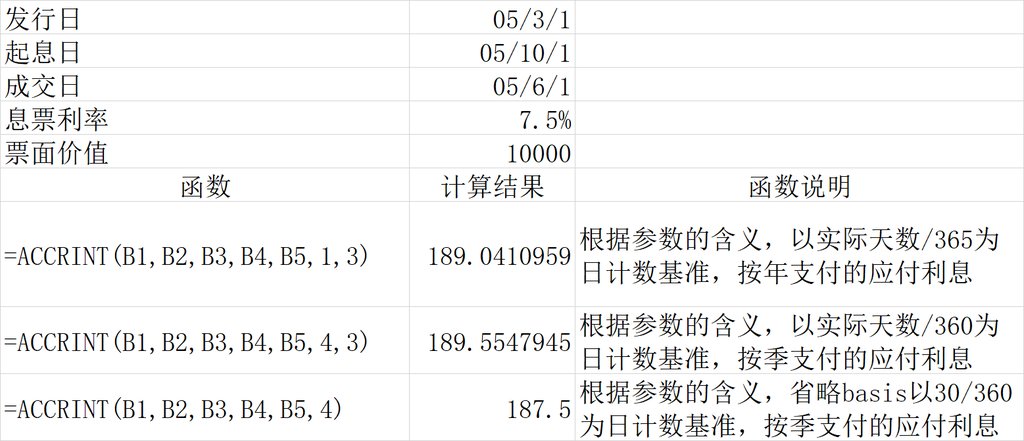 发行日 05/3/1
起息日 05/10/1
成交日 05/6/1
息票利率 7.5%
票面价值 10000
函数 计算结果 函数说明
=ACCRINT(B1,B2,B3,B4,B5,1,3) 189.0410959 根据参数的含义，以实际天数/365为
日计数基准，按年支付的应付利息
=ACCRINT(B1,B2,B3,B4,B5,4,3) 189.5547945 根据参数的含义，以实际天数/360为
日计数基准，按季支付的应付利息
=ACCRINT(B1,B2,B3,B4,B5,4) 187.5 根据参数的含义，省略basis以30/360
为日计数基准，按季支付的应付利息